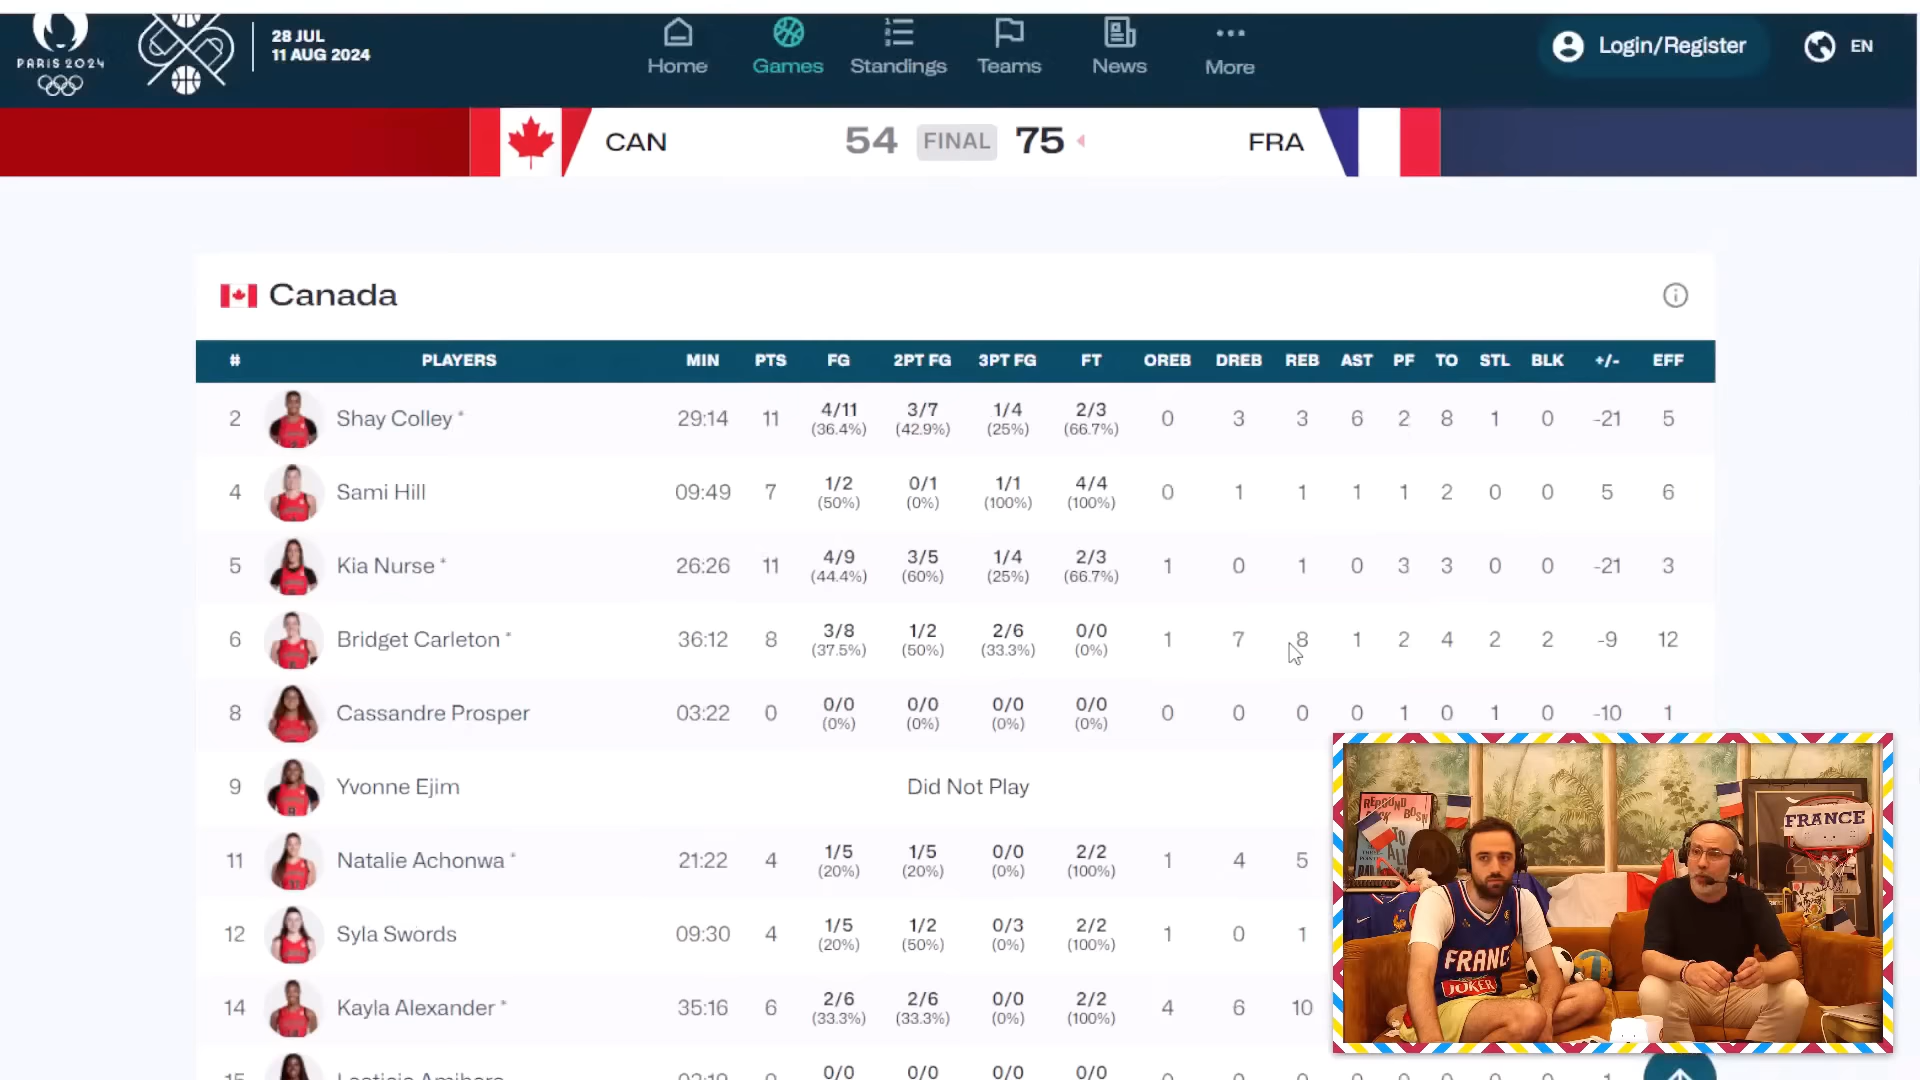 PARIS 2024
28 JUL
11 AUG 2024
Home
Games
Standings
Teams
News
More
Login/Register
EN
CAN 54 FINAL 75 FRA
Canada
# PLAYERS MIN PTS FG 2PT FG 3PT FG FT OREB DREB REB AST PF TO STL BLK +/- EFF
2 Shay Colley * 29:14 11 4/11 (36.4%) 3/7 (42.9%) 1/4 (25%) 2/3 (66.7%) 0 3 3 6 2 8 1 0 -21 5
4 Sami Hill 09:49 7 1/2 (50%) 0/1 (0%) 1/1 (100%) 4/4 (100%) 0 1 1 1 1 2 0 0 5 6
5 Kia Nurse * 26:26 11 4/9 (44.4%) 3/5 (60%) 1/4 (25%) 2/3 (66.7%) 1 0 1 0 3 3 0 0 -21 3
6 Bridget Carleton * 36:12 8 3/8 (37.5%) 1/2 (50%) 2/6 (33.3%) 0/0 (0%) 1 7 8 1 2 4 2 2 -9 12
8 Cassandre Prosper 03:22 0 0/0 (0%) 0/0 (0%) 0/0 (0%) 0/0 (0%) 0 0 0 0 1 0 1 0 -10 1
9 Yvonne Ejim Did Not Play
11 Natalie Achonwa * 21:22 4 1/5 (20%) 1/5 (20%) 0/0 (0%) 2/2 (100%) 1 4 5
12 Syla Swords 09:30 4 1/5 (20%) 1/2 (50%) 0/3 (0%) 2/2 (100%) 1 0 1
14 Kayla Alexander * 35:16 6 2/6 (33.3%) 2/6 (33.3%) 0/0 (0%) 2/2 (100%) 4 6 10
0/0 0/0 0/0 0/0
FRANCE
FRANC
JOKER